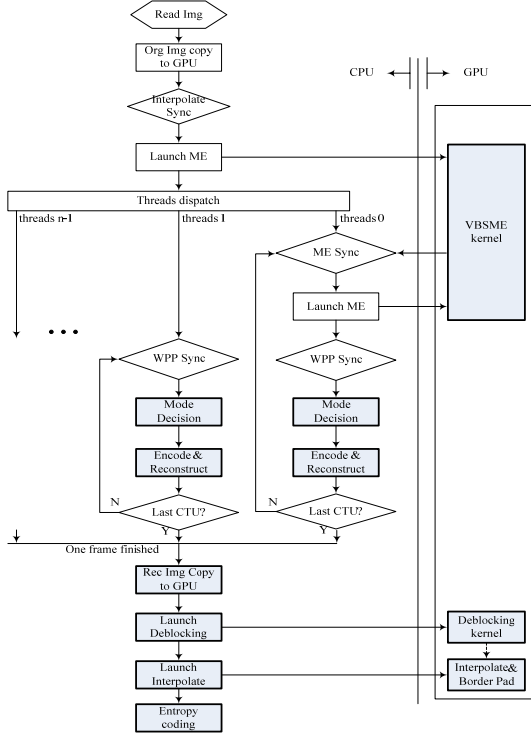 Read Img
Org Img copy
to GPU
CPU
GPU
Interpolate
Sync
Launch ME
Threads dispatch
threads n-1
threads 1
threads 0
VBSME
kernel
ME Sync
Launch ME
...
WPP Sync
WPP Sync
Mode
Decision
Mode
Decision
Encode &
Reconstruct
Encode &
Reconstruct
N
Last CTU?
N
Last CTU?
Y
Y
One frame finished
Rec Img Copy
to GPU
Launch
Deblocking
Deblocking
kernel
Launch
Interpolate
Interpolate&
Border Pad
Entropy
coding